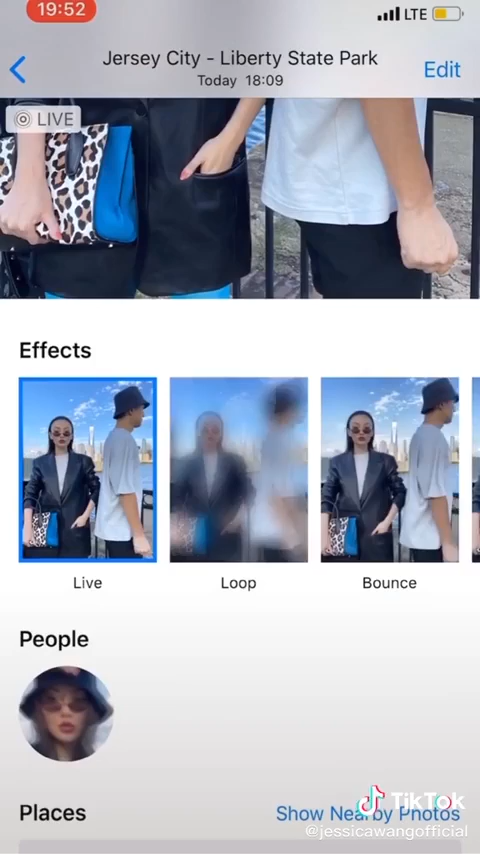 19:52
LTE
Jersey City - Liberty State Park
Today 18:09
Edit
LIVE
Effects
Live
Loop
Bounce
People
Places
Show Nearby Photos
TikTok
@jessicawangofficial